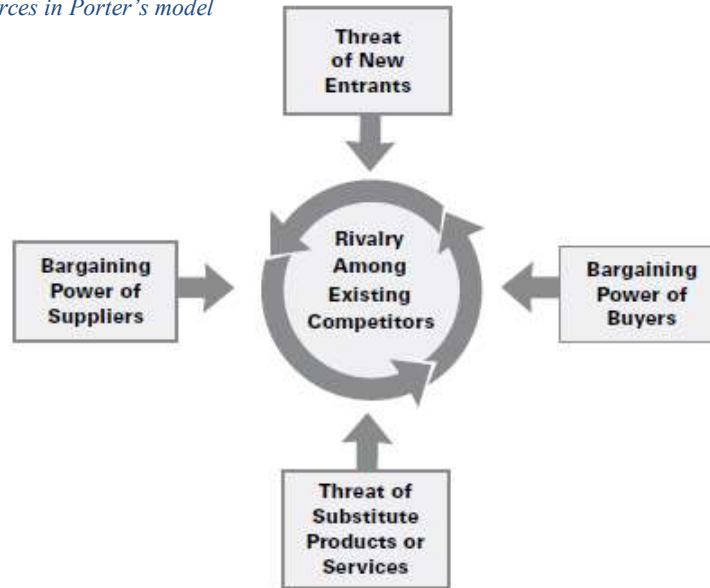 rces in Porter’s model
Threat
of New
Entrants
Bargaining
Power of
Suppliers
Rivalry
Among
Existing
Competitors
Bargaining
Power of
Buyers
Threat of
Substitute
Products or
Services